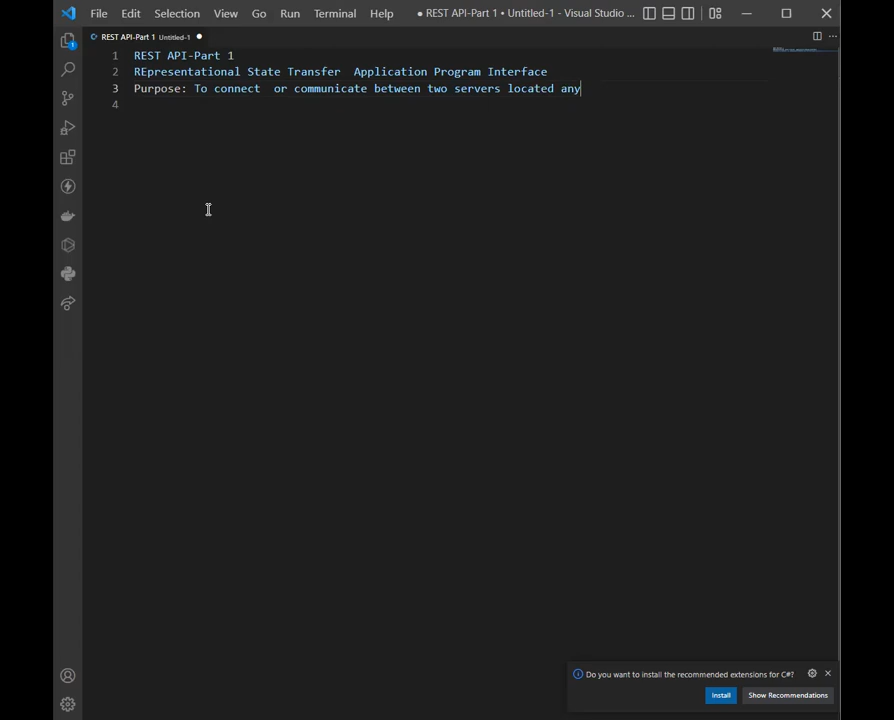 File Edit Selection View Go Run Terminal Help ● REST API-Part 1 • Untitled-1 - Visual Studio ...
REST API-Part 1 Untitled-1 ●
1 REST API-Part 1
2 REpresentational State Transfer  Application Program Interface
3 Purpose: To connect  or communicate between two servers located any
4
1
Do you want to install the recommended extensions for C#?
Install Show Recommendations